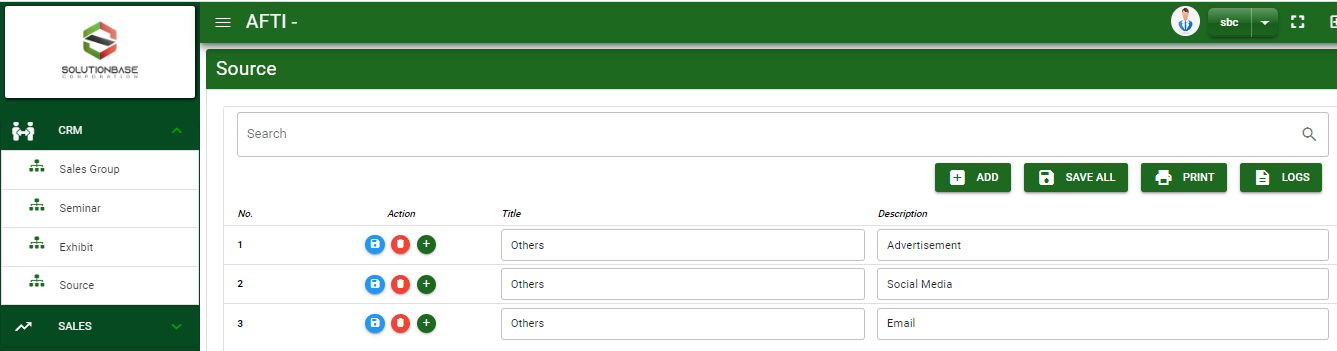 SOLUTIONBASE
CORPORATION
AFTI -
sbc
Source
CRM
Sales Group
Seminar
Exhibit
Source
SALES
Search
ADD SAVE ALL PRINT LOGS
No. Action Title Description
1 Others Advertisement
2 Others Social Media
3 Others Email